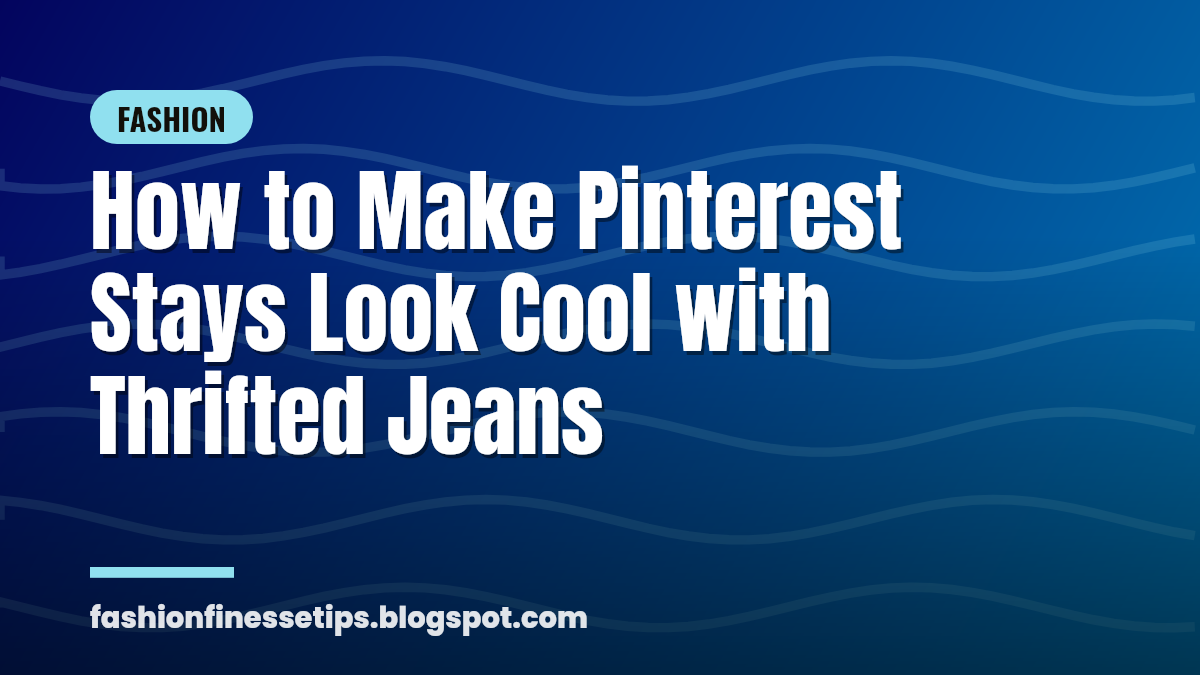 FASHION
How to Make Pinterest
Stays Look Cool with
Thrifted Jeans
fashionfinessetips.blogspot.com